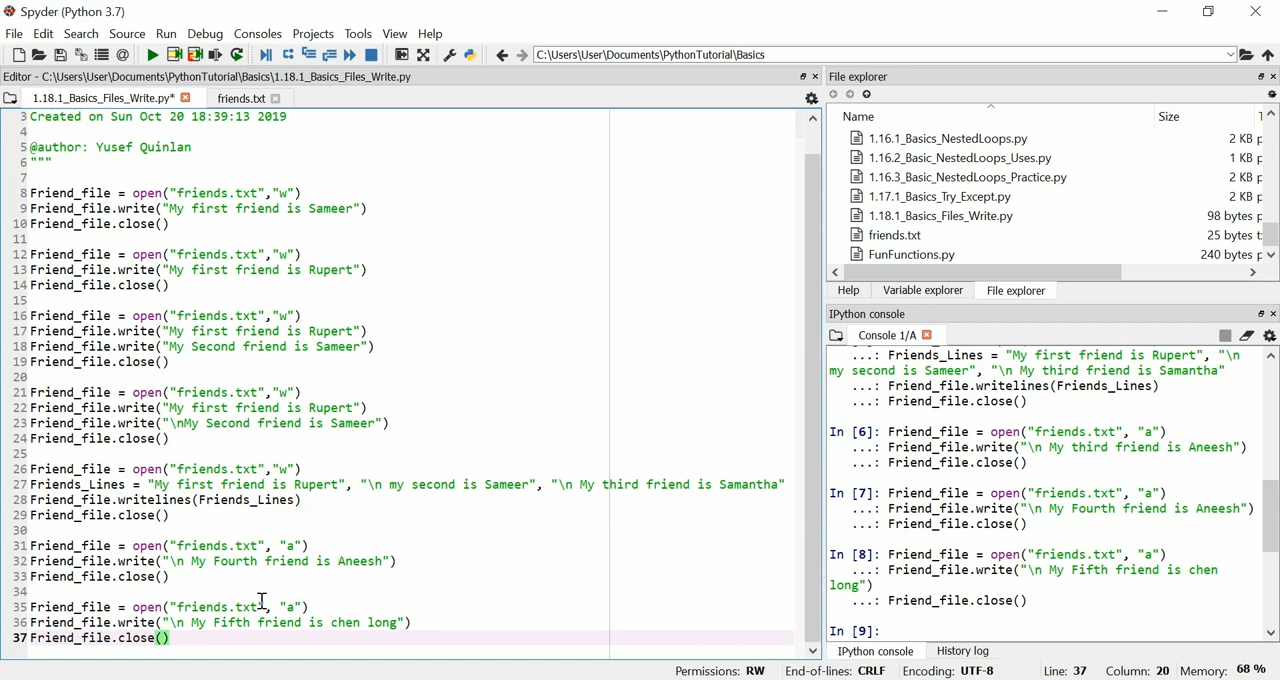 Spyder (Python 3.7)
File Edit Search Source Run Debug Consoles Projects Tools View Help
C:\Users\User\Documents\PythonTutorial\Basics
Editor - C:\Users\User\Documents\PythonTutorial\Basics\1.18.1_Basics_Files_Write.py
1.18.1_Basics_Files_Write.py* friends.txt
3 Created on Sun Oct 20 18:39:13 2019
4
5 @author: Yusef Quinlan
6 """
7
8 Friend_file = open("friends.txt","w")
9 Friend_file.write("My first friend is Sameer")
10 Friend_file.close()
11
12 Friend_file = open("friends.txt","w")
13 Friend_file.write("My first friend is Rupert")
14 Friend_file.close()
15
16 Friend_file = open("friends.txt","w")
17 Friend_file.write("My first friend is Rupert")
18 Friend_file.write("My Second friend is Sameer")
19 Friend_file.close()
20
21 Friend_file = open("friends.txt","w")
22 Friend_file.write("My first friend is Rupert")
23 Friend_file.write("\nMy Second friend is Sameer")
24 Friend_file.close()
25
26 Friend_file = open("friends.txt","w")
27 Friends_Lines = "My first friend is Rupert", "\n my second is Sameer", "\n My third friend is Samantha"
28 Friend_file.writelines(Friends_Lines)
29 Friend_file.close()
30
31 Friend_file = open("friends.txt", "a")
32 Friend_file.write("\n My Fourth friend is Aneesh")
33 Friend_file.close()
34
35 Friend_file = open("friends.txt", "a")
36 Friend_file.write("\n My Fifth friend is chen long")
37 Friend_file.close()
File explorer
Name Size
1.16.1_Basics_NestedLoops.py 2 KB
1.16.2_Basic_NestedLoops_Uses.py 1 KB
1.16.3_Basic_NestedLoops_Practice.py 2 KB
1.17.1_Basics_Try_Except.py 2 KB
1.18.1_Basics_Files_Write.py 98 bytes
friends.txt 25 bytes
FunFunctions.py 240 bytes
Help Variable explorer File explorer
IPython console
Console 1/A
...: Friends_Lines = "My first friend is Rupert", "\n
my second is Sameer", "\n My third friend is Samantha"
...: Friend_file.writelines(Friends_Lines)
...: Friend_file.close()
In [6]: Friend_file = open("friends.txt", "a")
...: Friend_file.write("\n My third friend is Aneesh")
...: Friend_file.close()
In [7]: Friend_file = open("friends.txt", "a")
...: Friend_file.write("\n My Fourth friend is Aneesh")
...: Friend_file.close()
In [8]: Friend_file = open("friends.txt", "a")
...: Friend_file.write("\n My Fifth friend is chen
long")
...: Friend_file.close()
In [9]:
IPython console History log
Permissions: RW End-of-lines: CRLF Encoding: UTF-8 Line: 37 Column: 20 Memory: 68 %